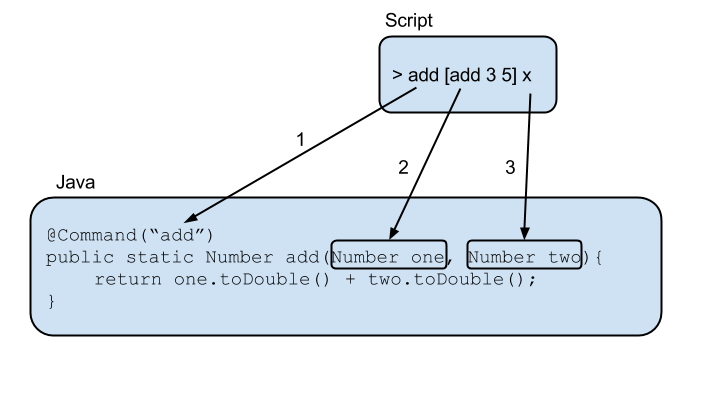 Script
> add [add 3 5] x
1
2
3
Java
@Command(“add”)
public static Number add(Number one, Number two){
return one.toDouble() + two.toDouble();
}